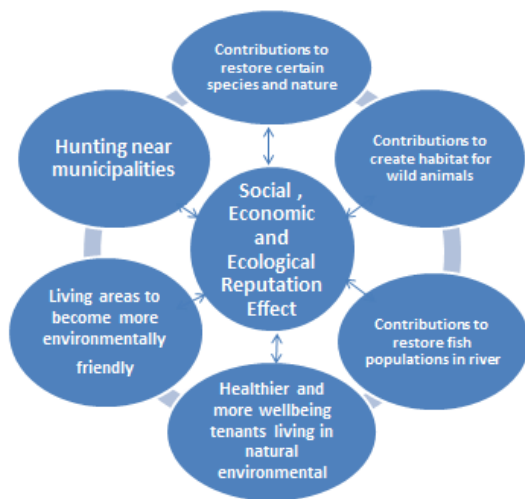 Contributions to
restore certain
species and nature
Hunting near
municipalities
Contributions to
create habitat for
wild animals
Social ,
Economic
and
Ecological
Reputation
Effect
Living areas to
become more
environmentally
friendly
Contributions to
restore fish
populations in river
Healthier and
more wellbeing
tenants living in
natural
environmental